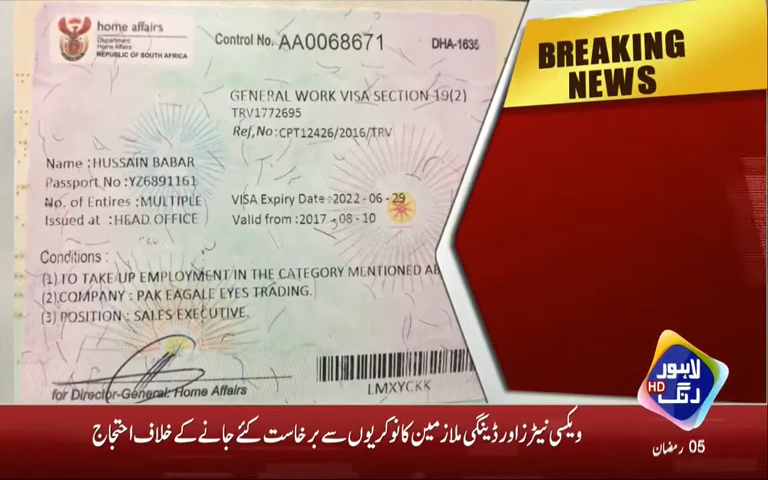 home affairs
Department:
Home Affairs
REPUBLIC OF SOUTH AFRICA
Control No. AA0068671
DHA-1635
GENERAL WORK VISA SECTION 19(2)
TRV1772695
Ref,No :CPT12426/2016/TRV
Name :HUSSAIN BABAR
Passport No :YZ6891161
No. of Entires :MULTIPLE
Issued at :HEAD OFFICE
VISA Expiry Date :2022 -06 -29
Valid from :2017 -08 -10
Conditions :
(1) TO TAKE UP EMPLOYMENT IN THE CATEGORY MENTIONED AB
(2) COMPANY : PAK EAGALE EYES TRADING.
(3) POSITION : SALES EXECUTIVE.
for Director-General: Home Affairs
LMXYCKK
BREAKING
NEWS
لاہور
رنگ HD
ویکسی نیٹرز اور ڈینگی ملازمین کا نوکریوں سے برخاست کئے جانے کے خلاف احتجاج
05 رمضان